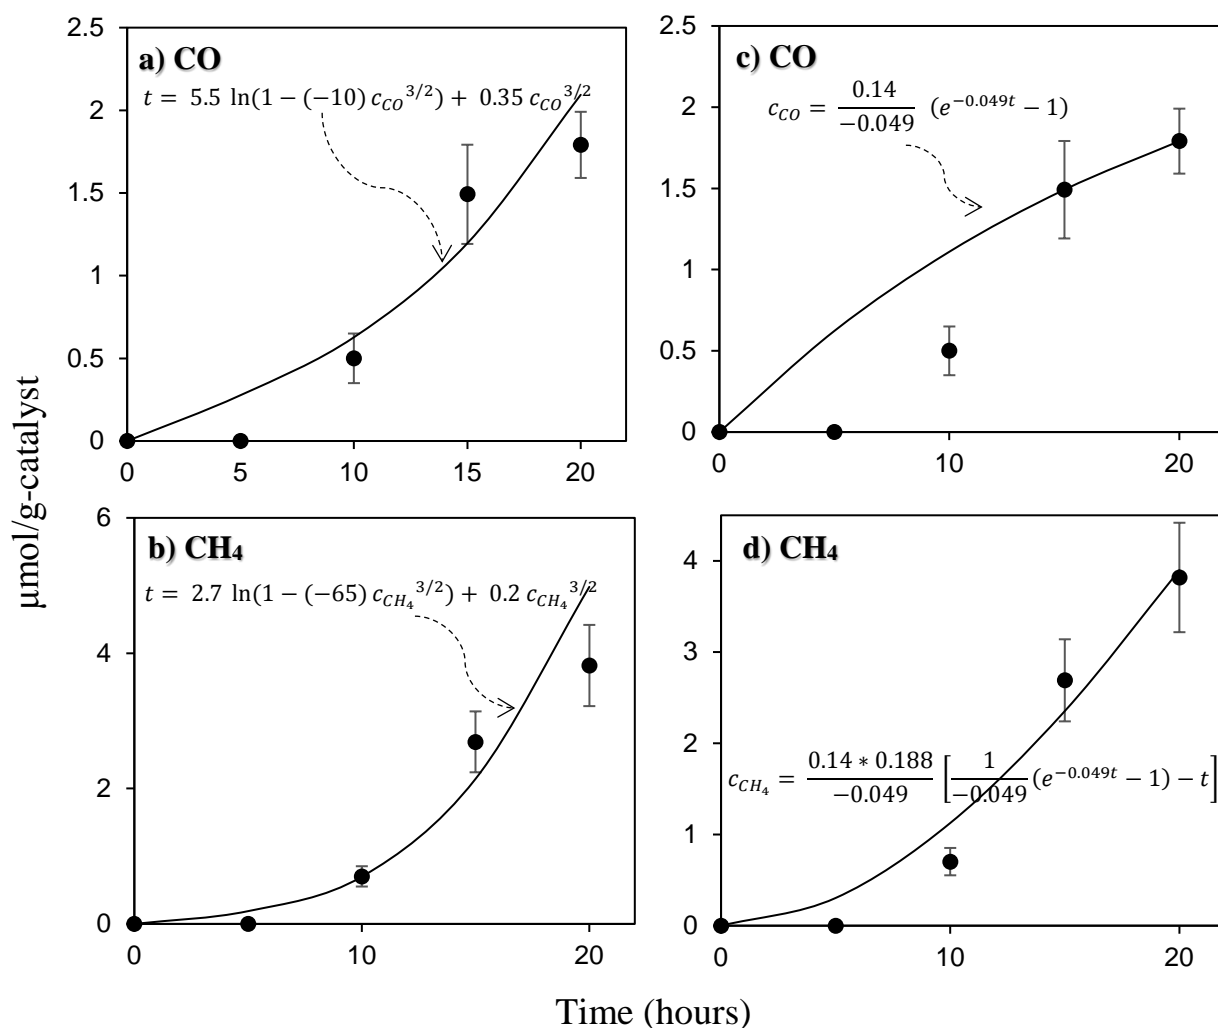 μmol/g-catalyst
a) CO
t = 5.5 ln(1 − (−10) c_CO^3/2) + 0.35 c_CO^3/2
2.5
2
1.5
1
0.5
0
0 5 10 15 20
c) CO
c_CO = 0.14/−0.049 (e^−0.049t − 1)
2.5
2
1.5
1
0.5
0
0 10 20
b) CH₄
t = 2.7 ln(1 − (−65) c_CH₄^3/2) + 0.2 c_CH₄^3/2
6
4
2
0
0 10 20
d) CH₄
c_CH₄ = 0.14 * 0.188/−0.049 [1/−0.049 (e^−0.049t − 1) − t]
4
3
2
1
0
0 10 20
Time (hours)